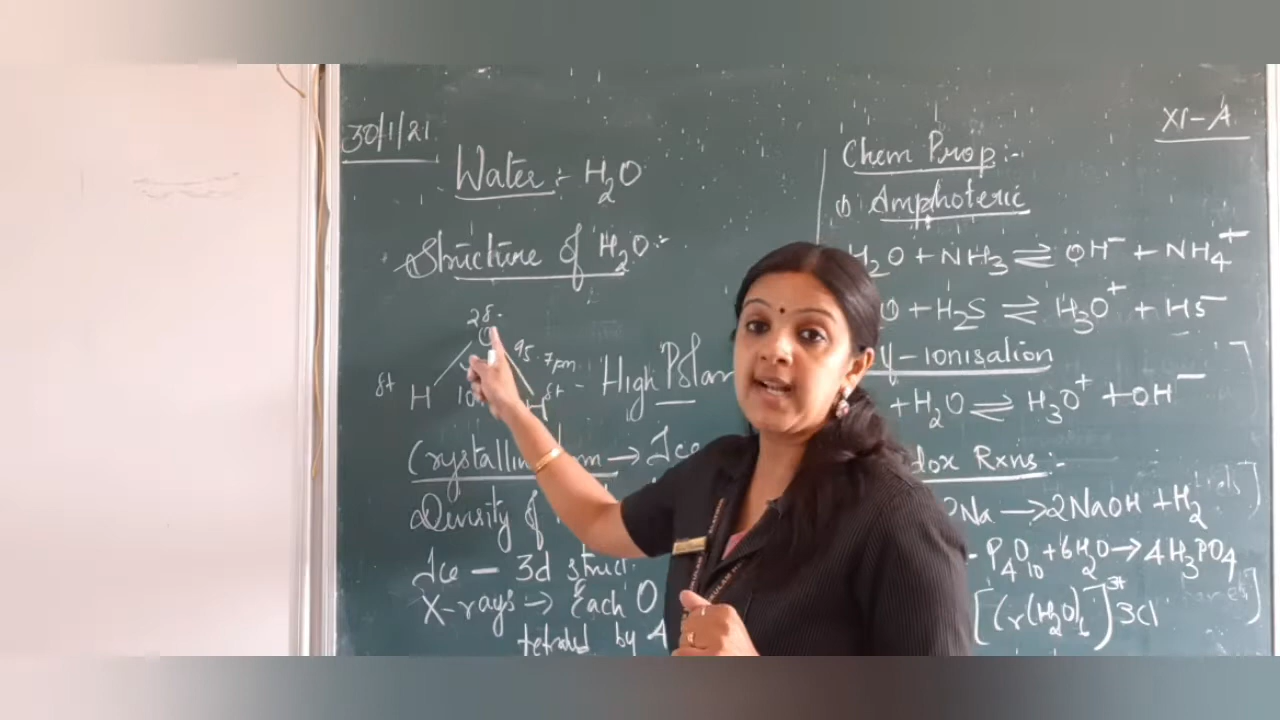 30/1/21
Water :- H₂O
Structure of H₂O :-
2δ-
O
95.7pm
δ+ H
H δ+ - High Polar
Crystalline form → Ice
Density of
Ice - 3d struct
X-rays → Each O
tetrahed by 4
XI-A
Chem Prop :-
(1) Amphoteric
H₂O + NH₃ ⇌ OH⁻ + NH₄⁺
O + H₂S ⇌ H₃O⁺ + HS⁻
-ionisation
+ H₂O ⇌ H₃O⁺ + OH⁻
dox Rxns :-
2Na → 2NaOH + H₂
P₄O₁₀ + 6H₂O → 4H₃PO₄
[Cr(H₂O)₆]³⁺ 3Cl